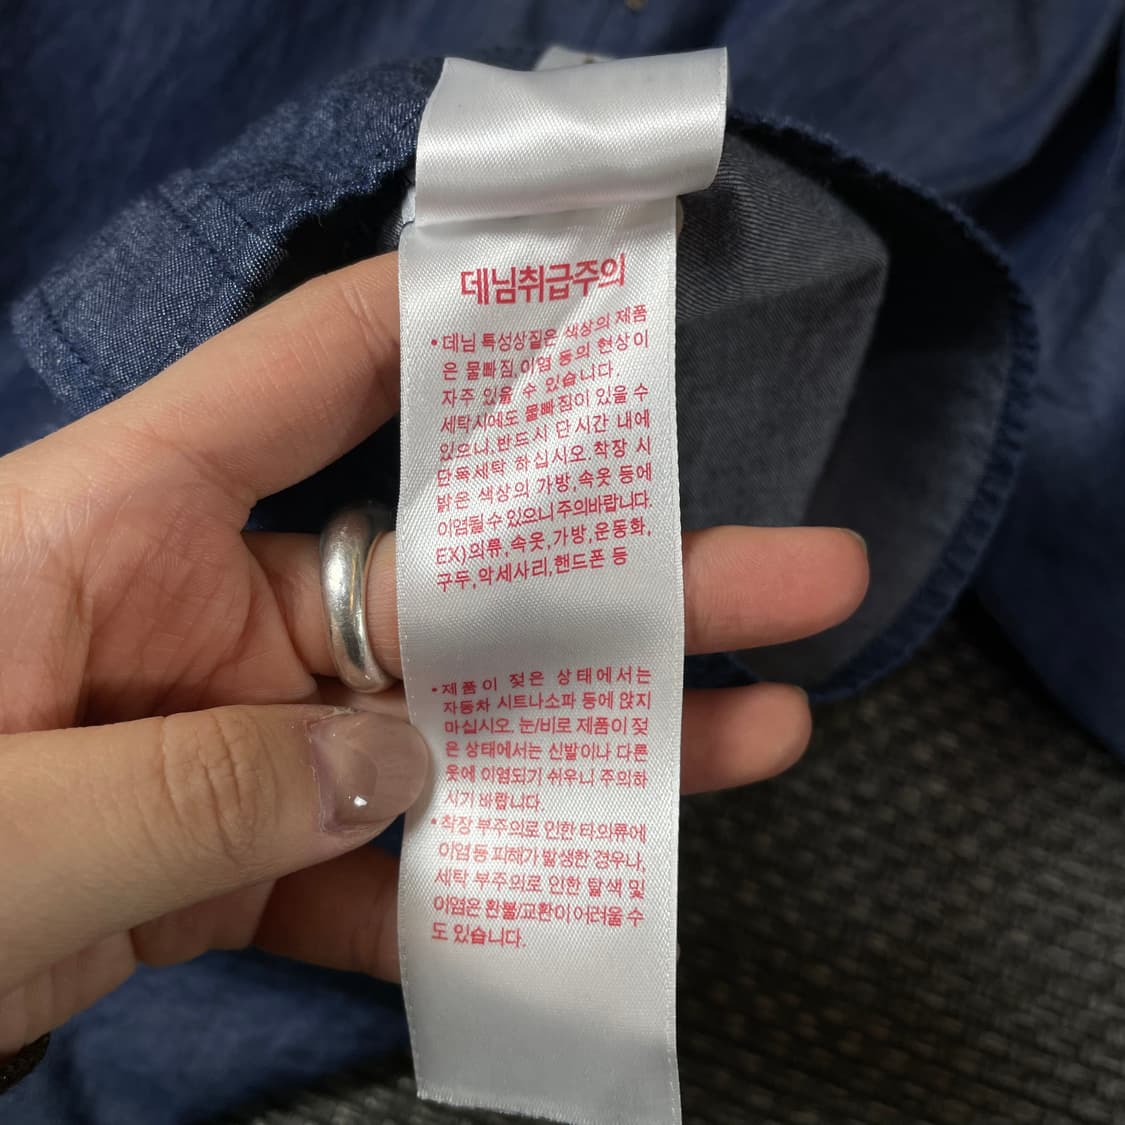 데님취급주의
• 데님 특성상짙은 색상의 제품
은 물빠짐,이염 등의 현상이
자주 있을 수 있습니다.
세탁시에도 물빠짐이 있을 수
있으니,반드시 단시간 내에
단독세탁 하십시오.착장 시
밝은 색상의 가방,속옷 등에
이염될수있으니주의바랍니다.
EX)의류,속옷,가방,운동화,
구두,악세사리,핸드폰 등
• 제품이 젖은 상태에서는
자동차 시트나소파 등에 앉지
마십시오. 눈/비로 제품이 젖
은 상태에서는 신발이나 다른
옷에 이염되기 쉬우니 주의하
시기 바랍니다.
• 착장 부주의로 인한 타의류에
이염등 피해가 발생한 경우나,
세탁 부주의로 인한 탈색 및
이염은 환불/교환이어려울 수
도 있습니다.